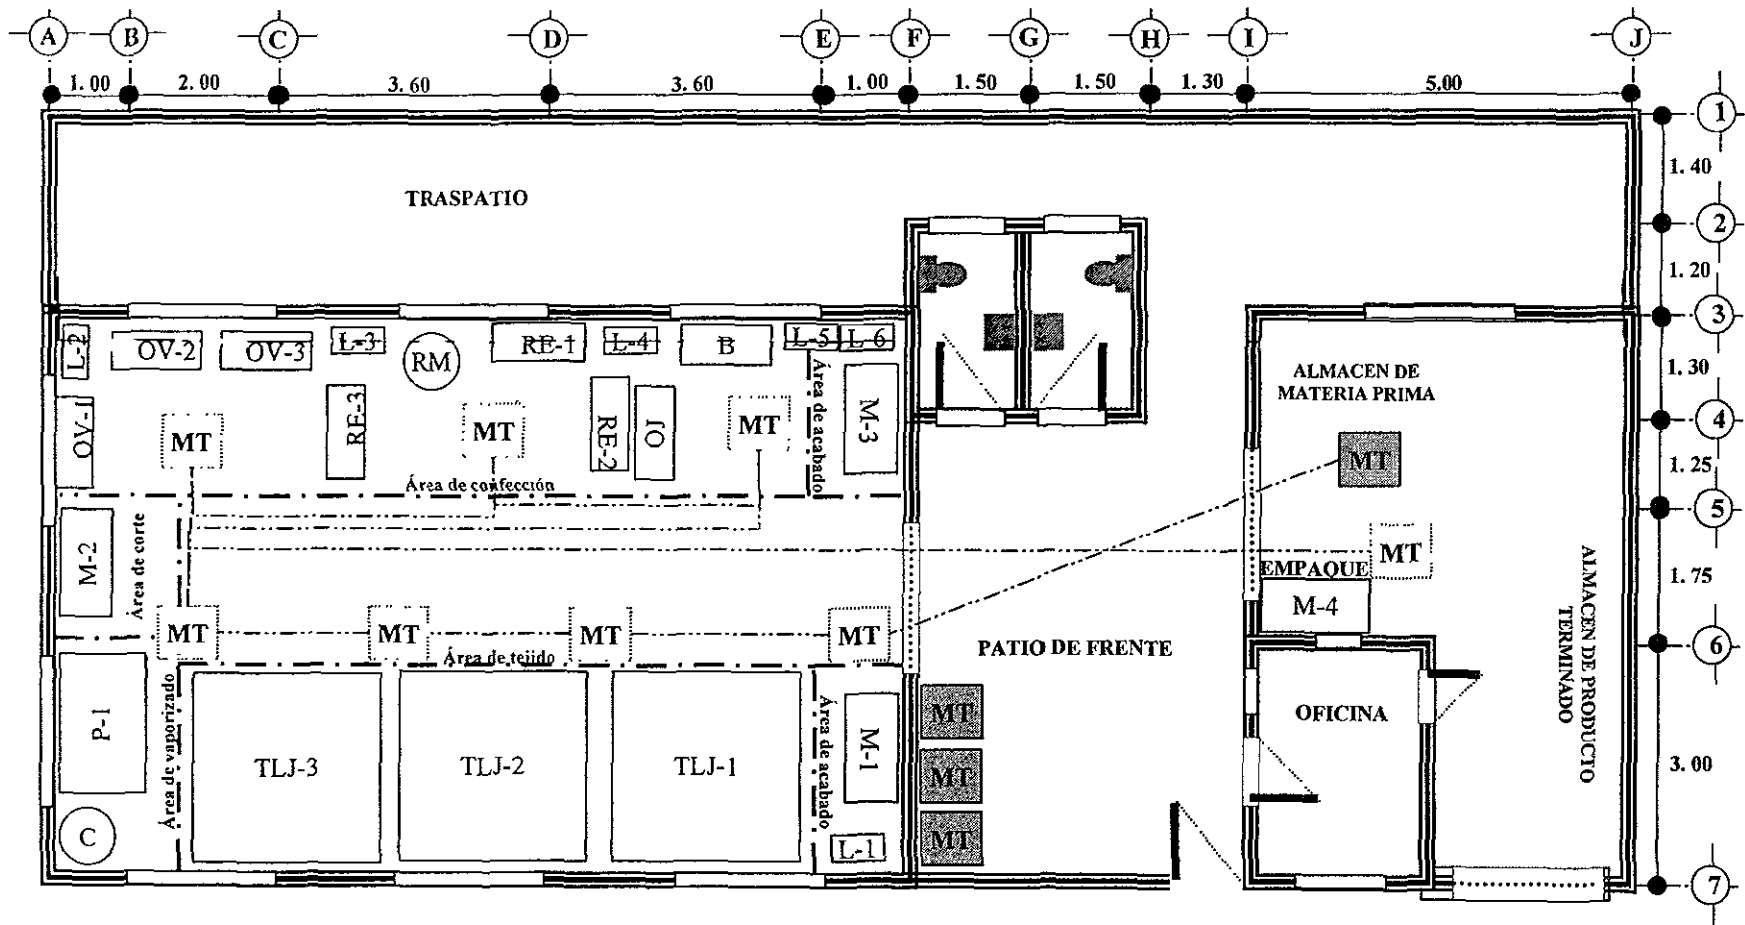 A B C D E F G H I J
1. 00 2. 00 3. 60 3. 60 1. 00 1. 50 1. 50 1. 30 5.00
1
1. 40
TRASPATIO
2
1. 20
3
L-2 OV-2 OV-3 L-3 RM RE-1 L-4 B L-5 L-6
1. 30
ALMACEN DE
MATERIA PRIMA
OV-1 MT RE-3 MT RE-2 OJ MT Área de acabado M-3
4
MT
1. 25
Área de confección
5
M-2 Área de corte
MT
EMPAQUE
M-4
1. 75
ALMACEN DE PRODUCTO
TERMINADO
MT MT MT MT
Área de tejido
PATIO DE FRENTE
6
P-1 Área de vaporizado TLJ-3 TLJ-2 TLJ-1 Área de acabado M-1
MT
MT
MT
OFICINA
3. 00
C
L-1
7